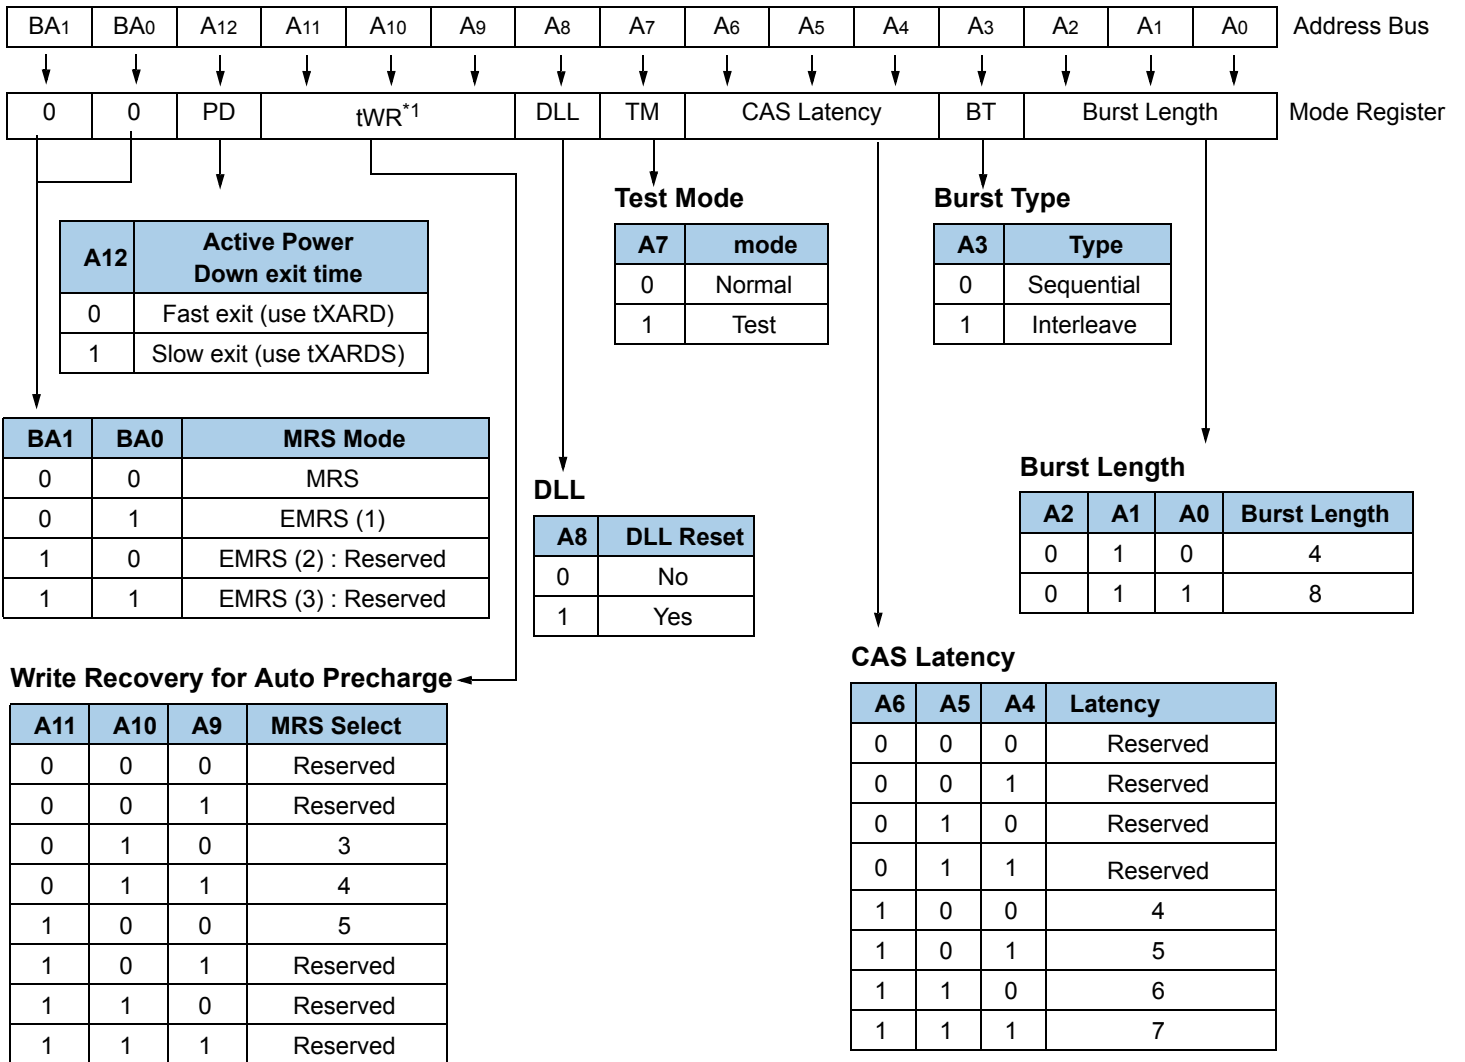 BA1 BA0 A12 A11 A10 A9 A8 A7 A6 A5 A4 A3 A2 A1 A0 Address Bus
0 0 PD tWR*1 DLL TM CAS Latency BT Burst Length Mode Register
A12 Active Power Down exit time
0 Fast exit (use tXARD)
1 Slow exit (use tXARDS)
Test Mode
A7 mode
0 Normal
1 Test
Burst Type
A3 Type
0 Sequential
1 Interleave
BA1 BA0 MRS Mode
0 0 MRS
0 1 EMRS (1)
1 0 EMRS (2) : Reserved
1 1 EMRS (3) : Reserved
DLL
A8 DLL Reset
0 No
1 Yes
Burst Length
A2 A1 A0 Burst Length
0 1 0 4
0 1 1 8
Write Recovery for Auto Precharge
A11 A10 A9 MRS Select
0 0 0 Reserved
0 0 1 Reserved
0 1 0 3
0 1 1 4
1 0 0 5
1 0 1 Reserved
1 1 0 Reserved
1 1 1 Reserved
CAS Latency
A6 A5 A4 Latency
0 0 0 Reserved
0 0 1 Reserved
0 1 0 Reserved
0 1 1 Reserved
1 0 0 4
1 0 1 5
1 1 0 6
1 1 1 7